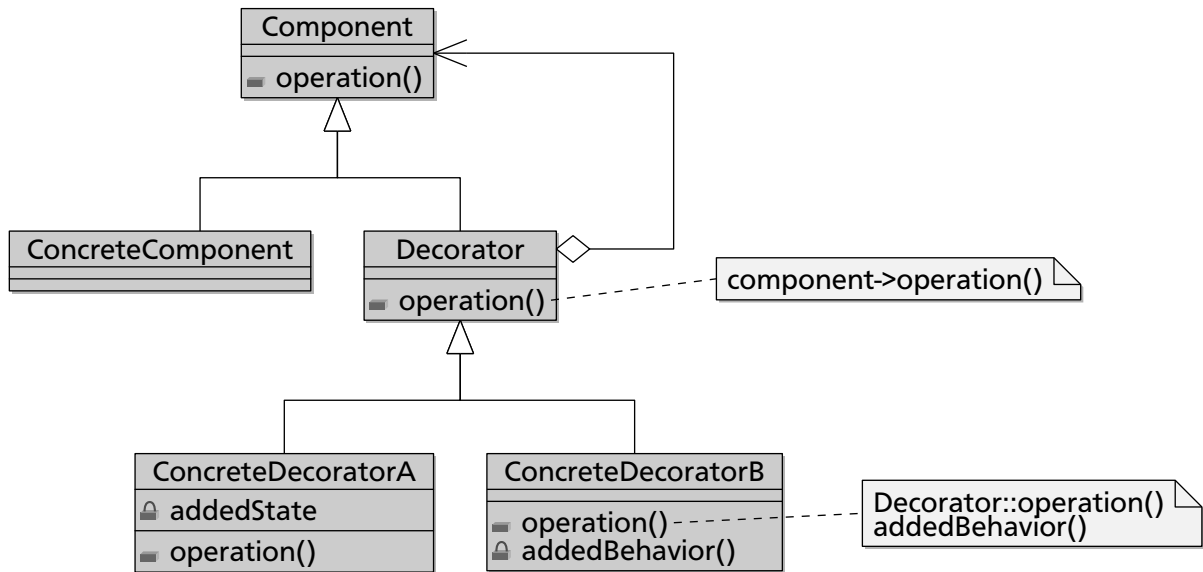 Component
operation()
ConcreteComponent
Decorator
operation()
component->operation()
ConcreteDecoratorA
addedState
operation()
ConcreteDecoratorB
operation()
addedBehavior()
Decorator::operation()
addedBehavior()